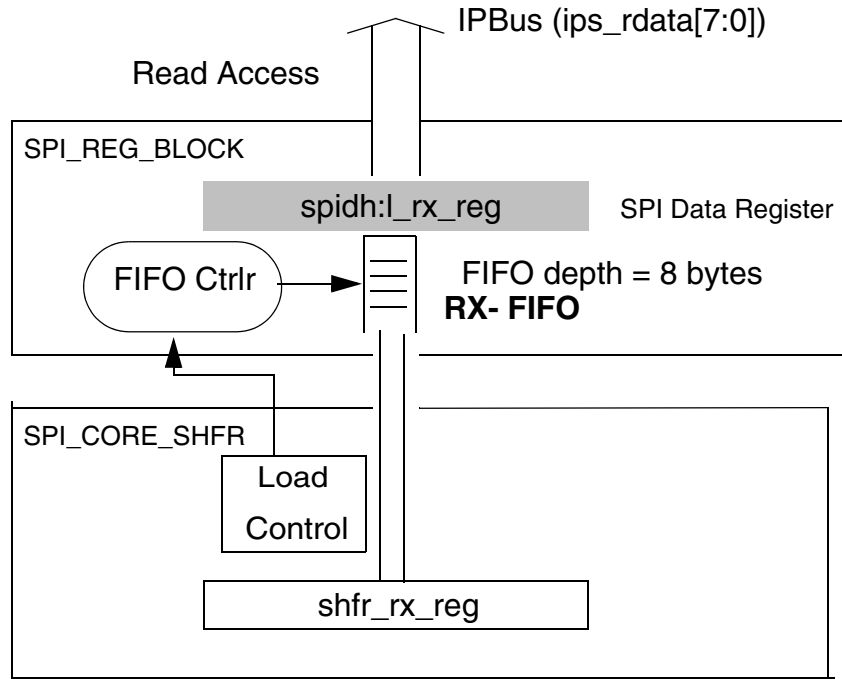 IPBus (ips_rdata[7:0])
Read Access
SPI_REG_BLOCK
spidh:l_rx_reg
SPI Data Register
FIFO Ctrlr
FIFO depth = 8 bytes
RX- FIFO
SPI_CORE_SHFR
Load
Control
shfr_rx_reg